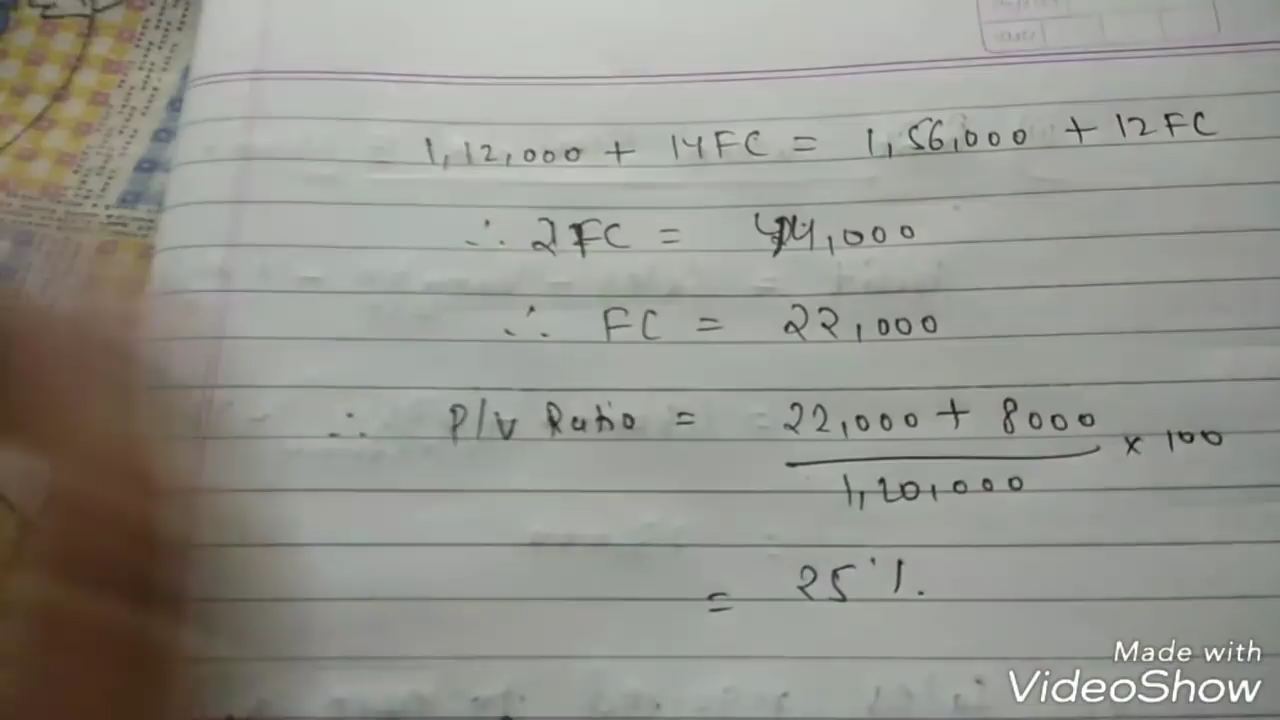 1,12,000 + 14FC = 1,56,000 + 12FC
∴ 2FC = 44,000
∴ FC = 22,000
∴ P/V Ratio = 22,000 + 8000 × 100
1,20,000
= 25 %.
Made with
VideoShow